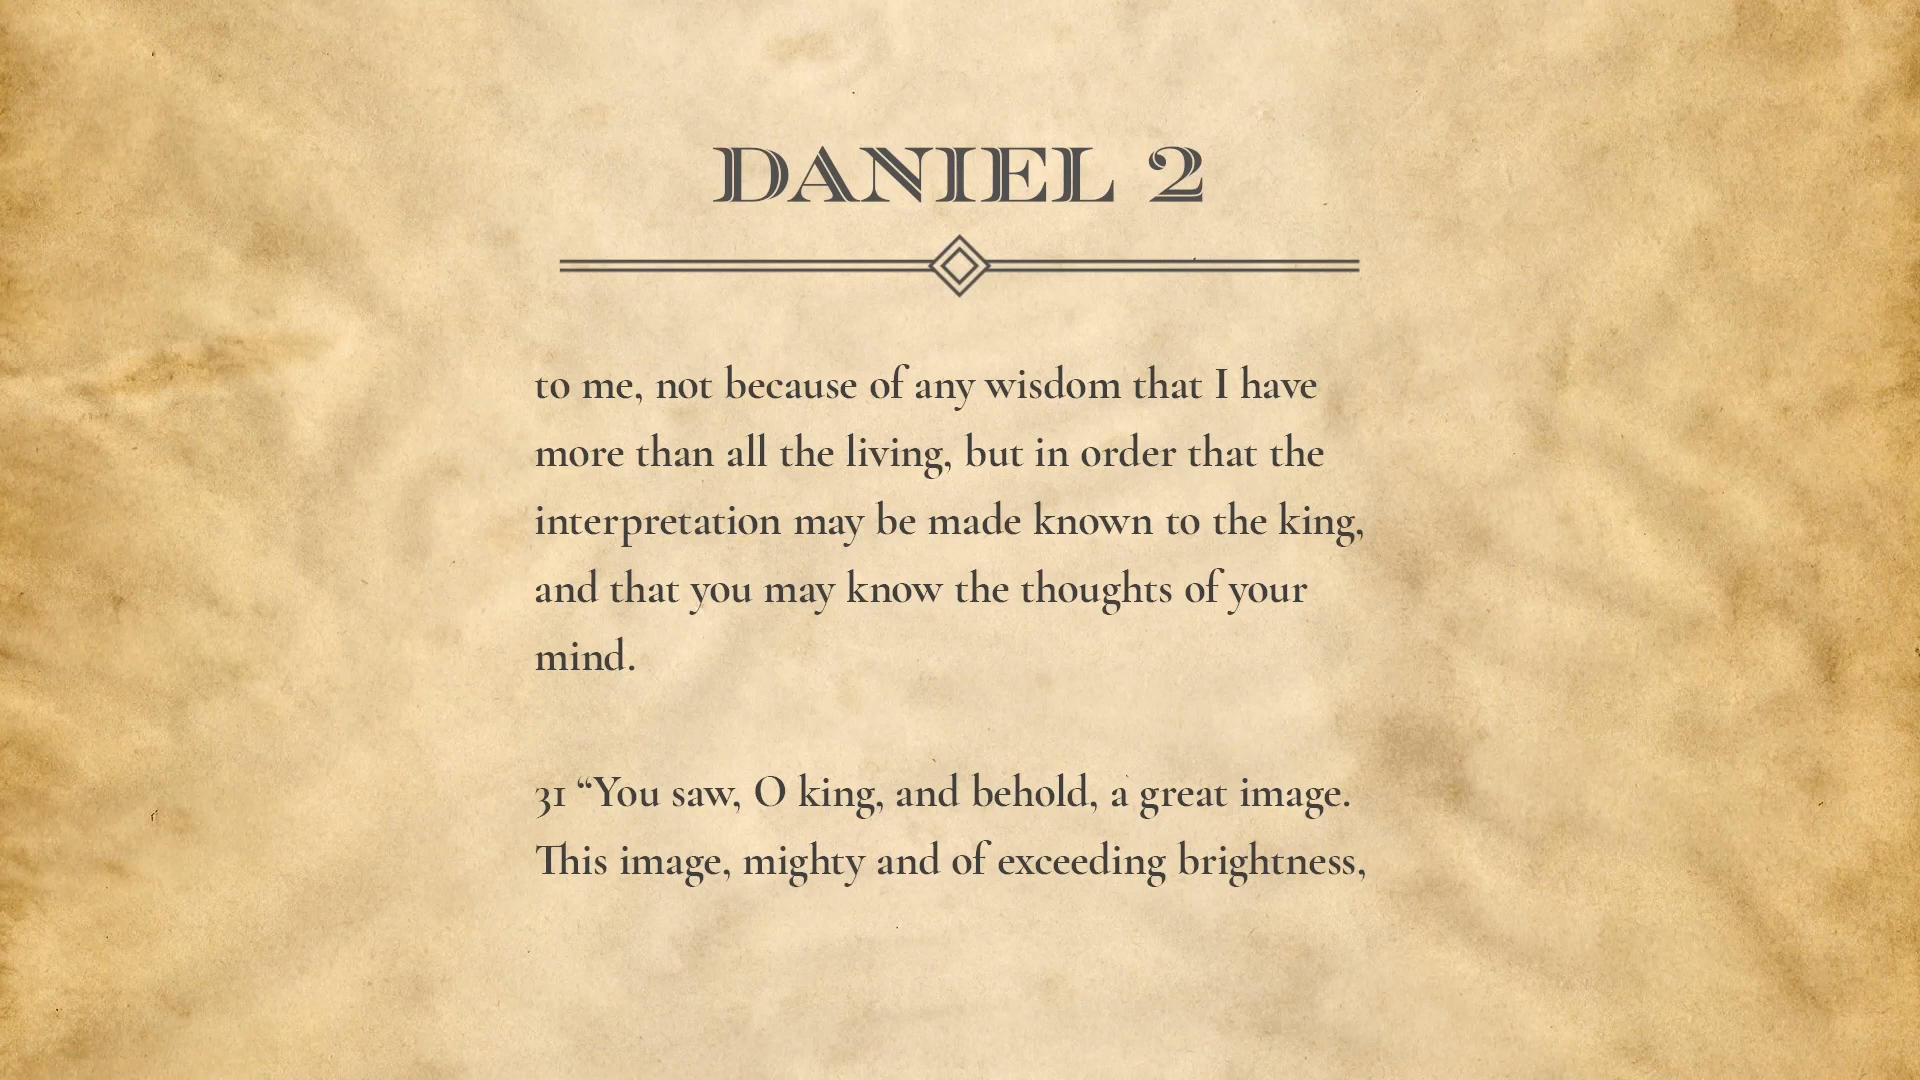 DANIEL 2
to me, not because of any wisdom that I have
more than all the living, but in order that the
interpretation may be made known to the king,
and that you may know the thoughts of your
mind.
31 “You saw, O king, and behold, a great image.
This image, mighty and of exceeding brightness,